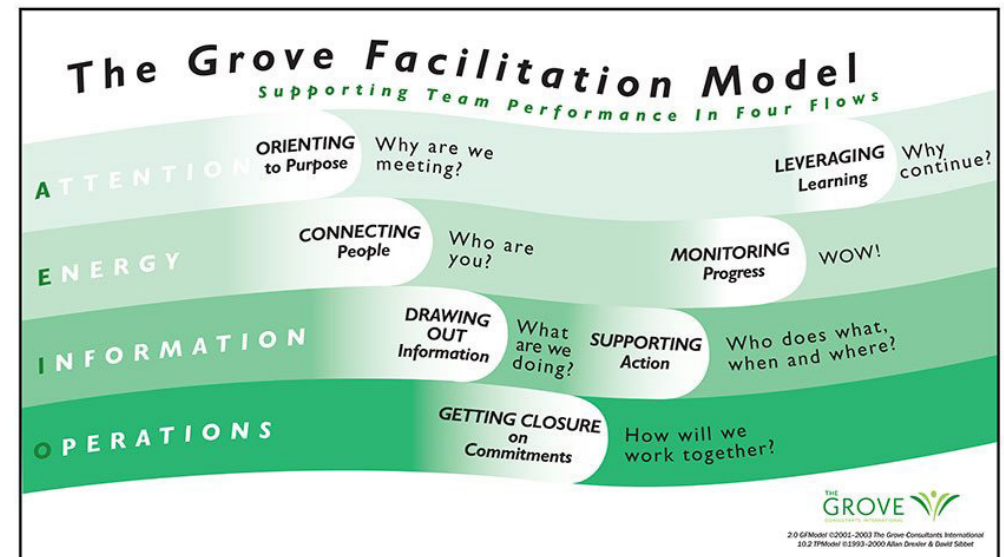 The Grove Facilitation Model
Supporting Team Performance In Four Flows
ATTENTION
ORIENTING
to Purpose
Why are we
meeting?
LEVERAGING
Learning
Why
continue?
ENERGY
CONNECTING
People
Who are
you?
MONITORING
Progress
WOW!
INFORMATION
DRAWING
OUT
Information
What
are we
doing?
SUPPORTING
Action
Who does what,
when and where?
OPERATIONS
GETTING CLOSURE
on
Commitments
How will we
work together?
THE
GROVE
CONSULTANTS INTERNATIONAL
2.0 GFModel ©2001–2003 The Grove Consultants International
10.2 TPModel ©1993–2000 Allan Drexler & David Sibbet